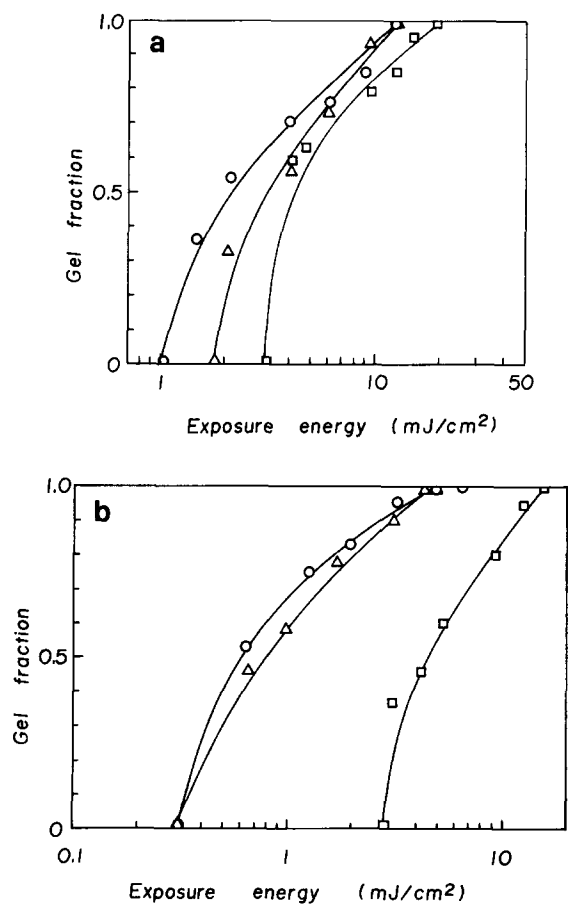 a
1.0
0.5
0
Gel fraction
1
10
50
Exposure energy (mJ/cm²)
b
1.0
0.5
0
Gel fraction
0.1
1
10
Exposure energy (mJ/cm²)